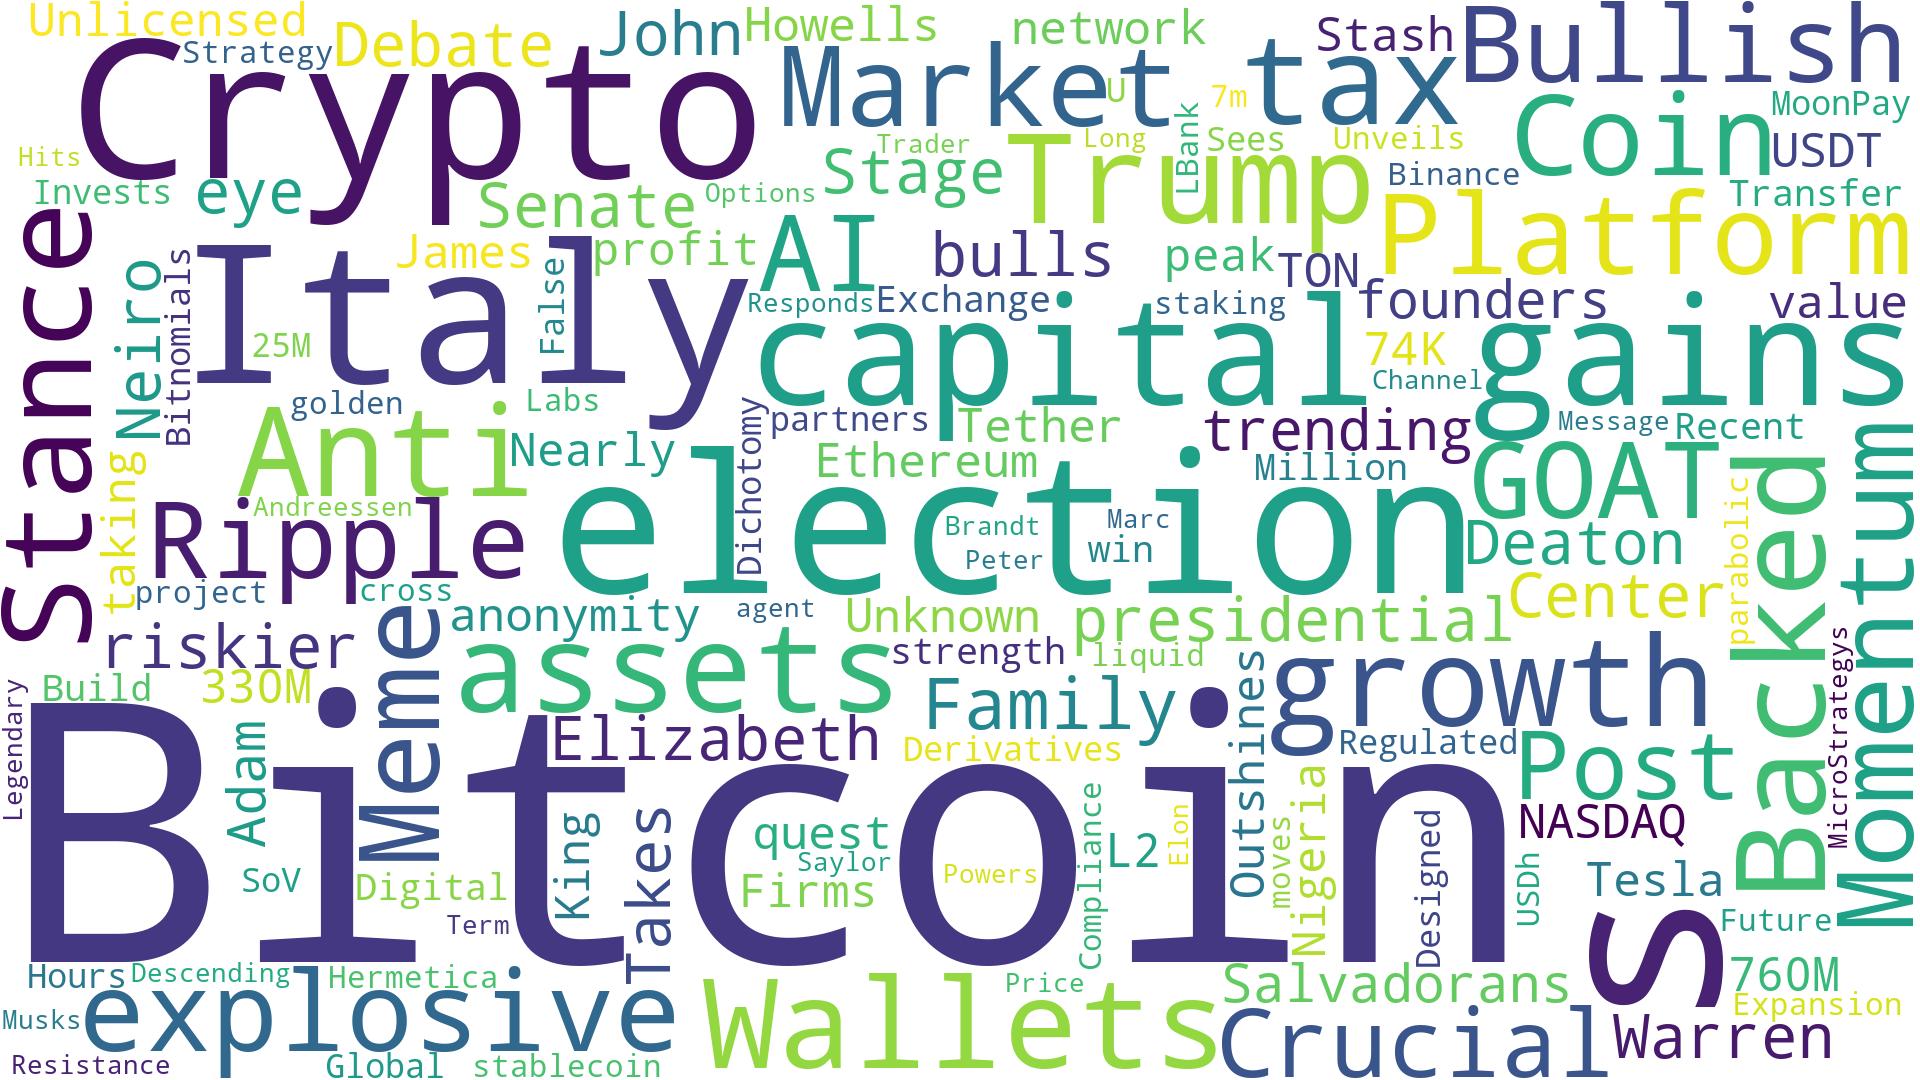 Unlicensed
Strategy
Debate
John
Howells
network
Stash
Bullish
Crypto
Market
U
7m
tax
Coin
MoonPay
USDT
Hits
Invests
eye
Senate
Options
Trader
Stage
Long
Trump
LBank
Sees
Unveils
Binance
Transfer
Platform
Stance
Neiro
Bitnomials
Italy
James
False
profit
AI
bulls
peak
TON
founders
value
25M
Responds
Exchange
staking
capital
74K
Channel
gains
golden
Labs
Anti
Nearly
Dichotomy
partners
Tether
Ethereum
trending
Million
Message
Recent
GOAT
taking
Andreessen
Ripple
election
Brandt
Marc
Peter
win
Deaton
parabolic
Backed
Momentum
project
cross
anonymity
agent
Unknown
presidential
Center
riskier
Meme
assets
strength
liquid
Build
330M
Family
growth
Legendary
Adam
Elizabeth
Derivatives
Outshines
Regulated
Post
MicroStrategys
Bitcoin
King
Takes
quest
Saylor
Firms
Powers
Compliance
L2
Elon
moves
Nigeria
Designed
NASDAQ
USDh
Tesla
SoV
Digital
Term
S
Future
Hours
Descending
Hermetica
Price
Salvadorans
760M
Expansion
Musks
explosive
Wallets
Crucial
Warren
Resistance
Global
stablecoin